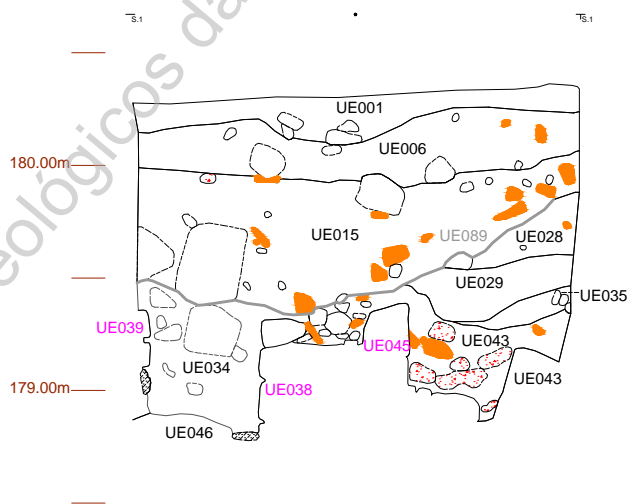 S.1
S.1
UE001
UE006
180.00m
UE015
UE089
UE028
UE029
UE035
UE039
UE045
UE043
UE034
UE043
179.00m
UE038
UE046
eológicos da